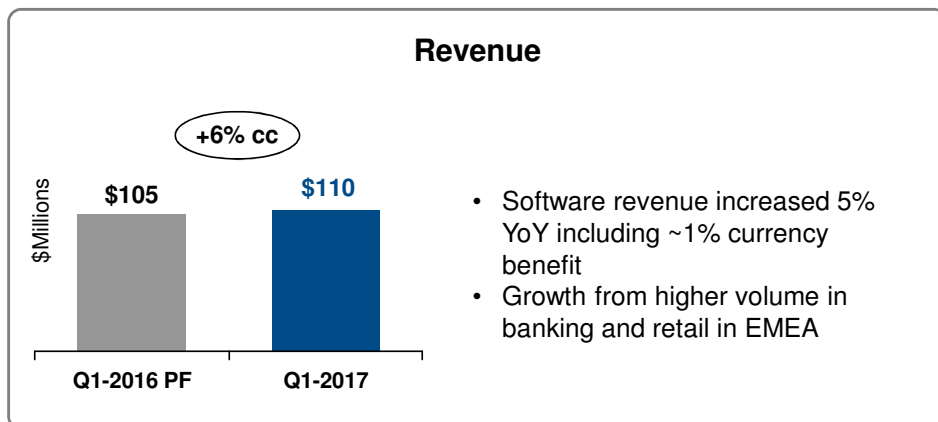 Revenue
+6% cc
$Millions
$105
$110
Q1-2016 PF
Q1-2017
• Software revenue increased 5%
YoY including ~1% currency
benefit
• Growth from higher volume in
banking and retail in EMEA